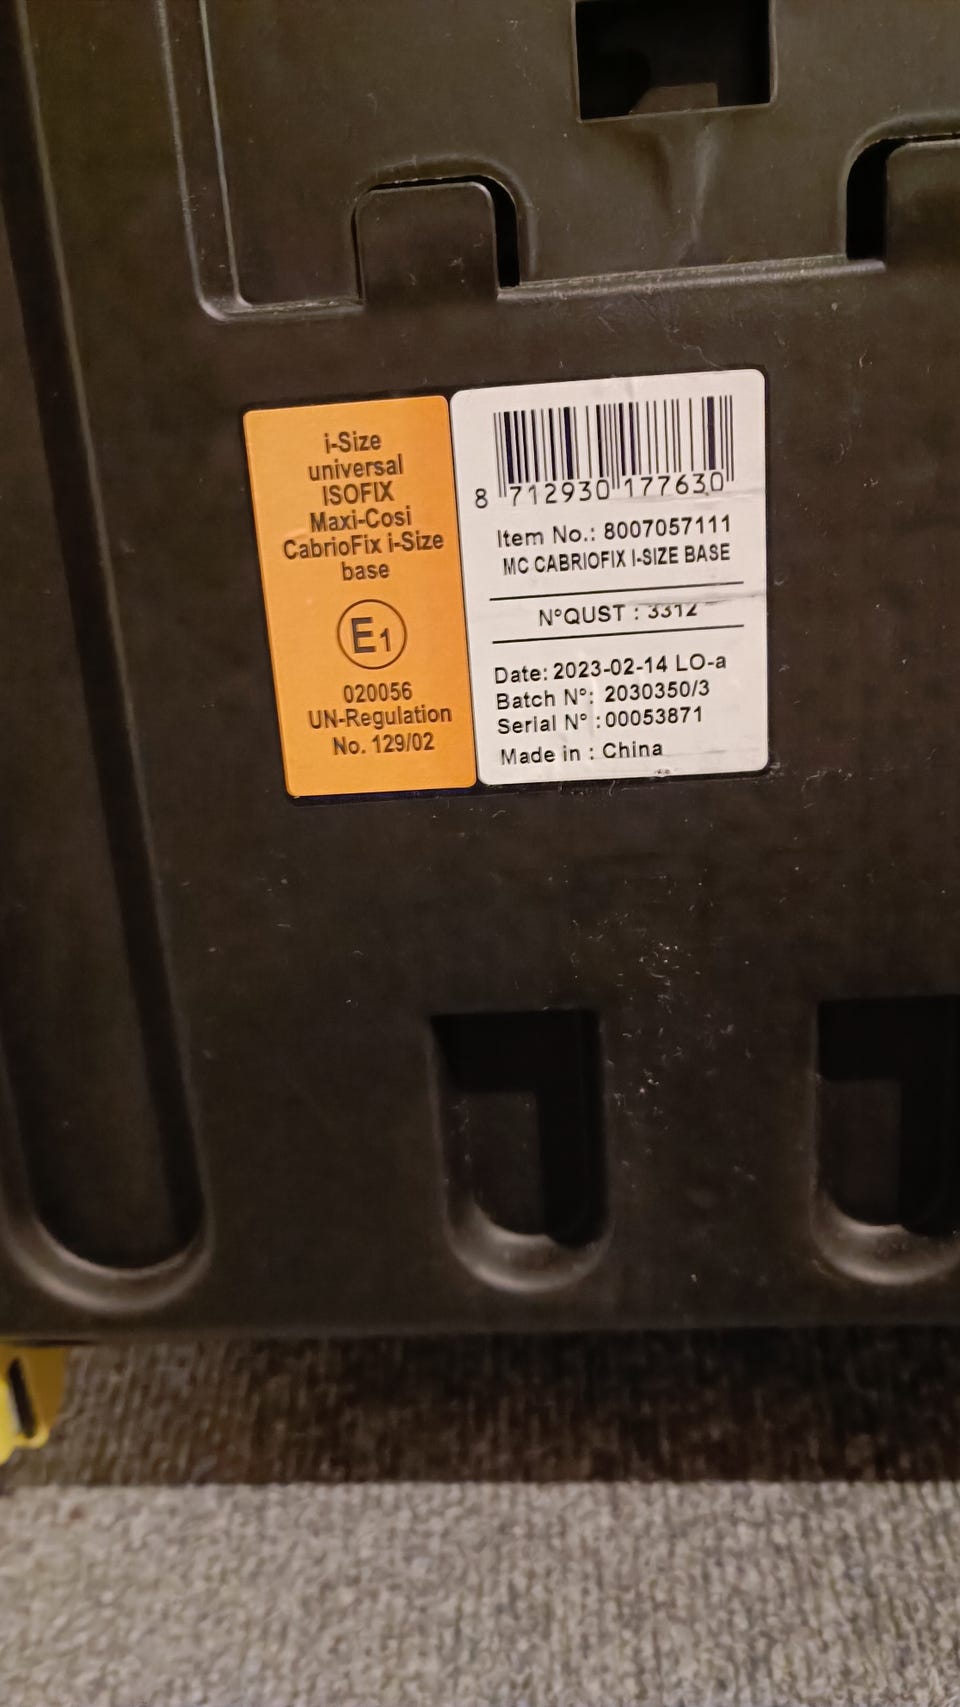 i-Size
universal
ISOFIX
Maxi-Cosi
CabrioFix i-Size
base
E1
020056
UN-Regulation
No. 129/02
8 712930 177630
Item No.: 8007057111
MC CABRIOFIX I-SIZE BASE
N°QUST : 3312
Date: 2023-02-14 LO-a
Batch N°: 2030350/3
Serial N° :00053871
Made in : China